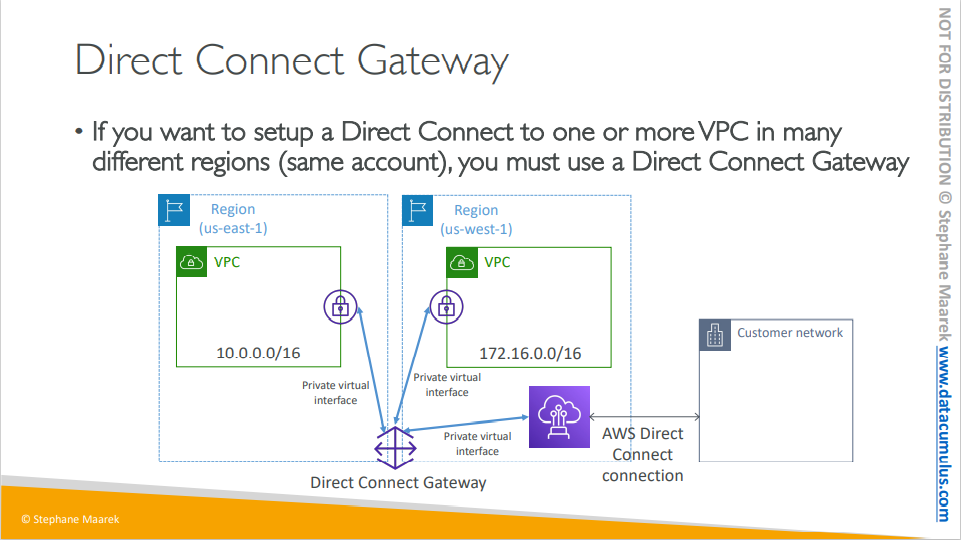 Direct Connect Gateway
• If you want to setup a Direct Connect to one or more VPC in many
different regions (same account), you must use a Direct Connect Gateway
Region
(us-east-1)
Region
(us-west-1)
VPC
VPC
10.0.0.0/16
172.16.0.0/16
Customer network
Private virtual
interface
Private virtual
interface
Private virtual
interface
AWS Direct
Connect
connection
Direct Connect Gateway
© Stephane Maarek
NOT FOR DISTRIBUTION © Stephane Maarek www.datacumulus.com